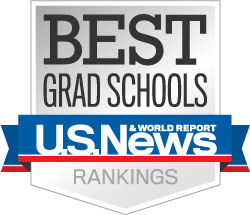 BEST
GRAD SCHOOLS
& WORLD REPORT
U.S.News
RANKINGS